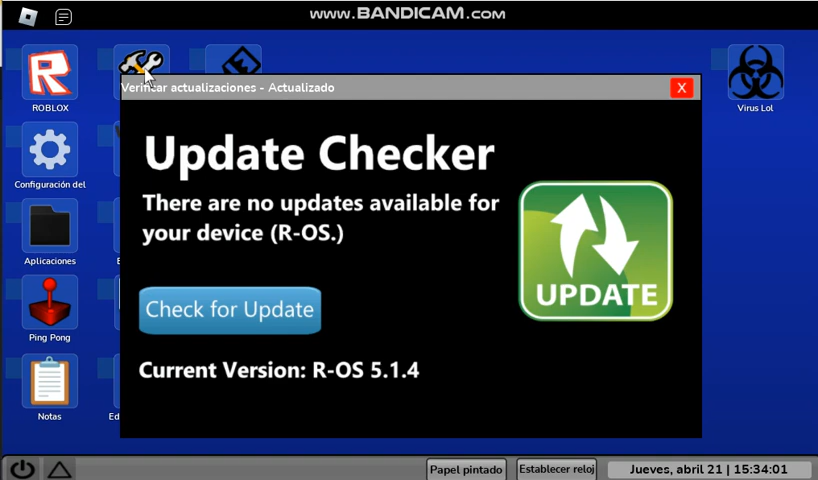 www.BANDICAM.com
ROBLOX
Virus Lol
Verificar actualizaciones - Actualizado
X
Update Checker
There are no updates available for
your device (R-OS.)
UPDATE
Check for Update
Current Version: R-OS 5.1.4
Configuración del
Aplicaciones
Ping Pong
Notas
Ed
Papel pintado
Establecer reloj
Jueves, abril 21 | 15:34:01